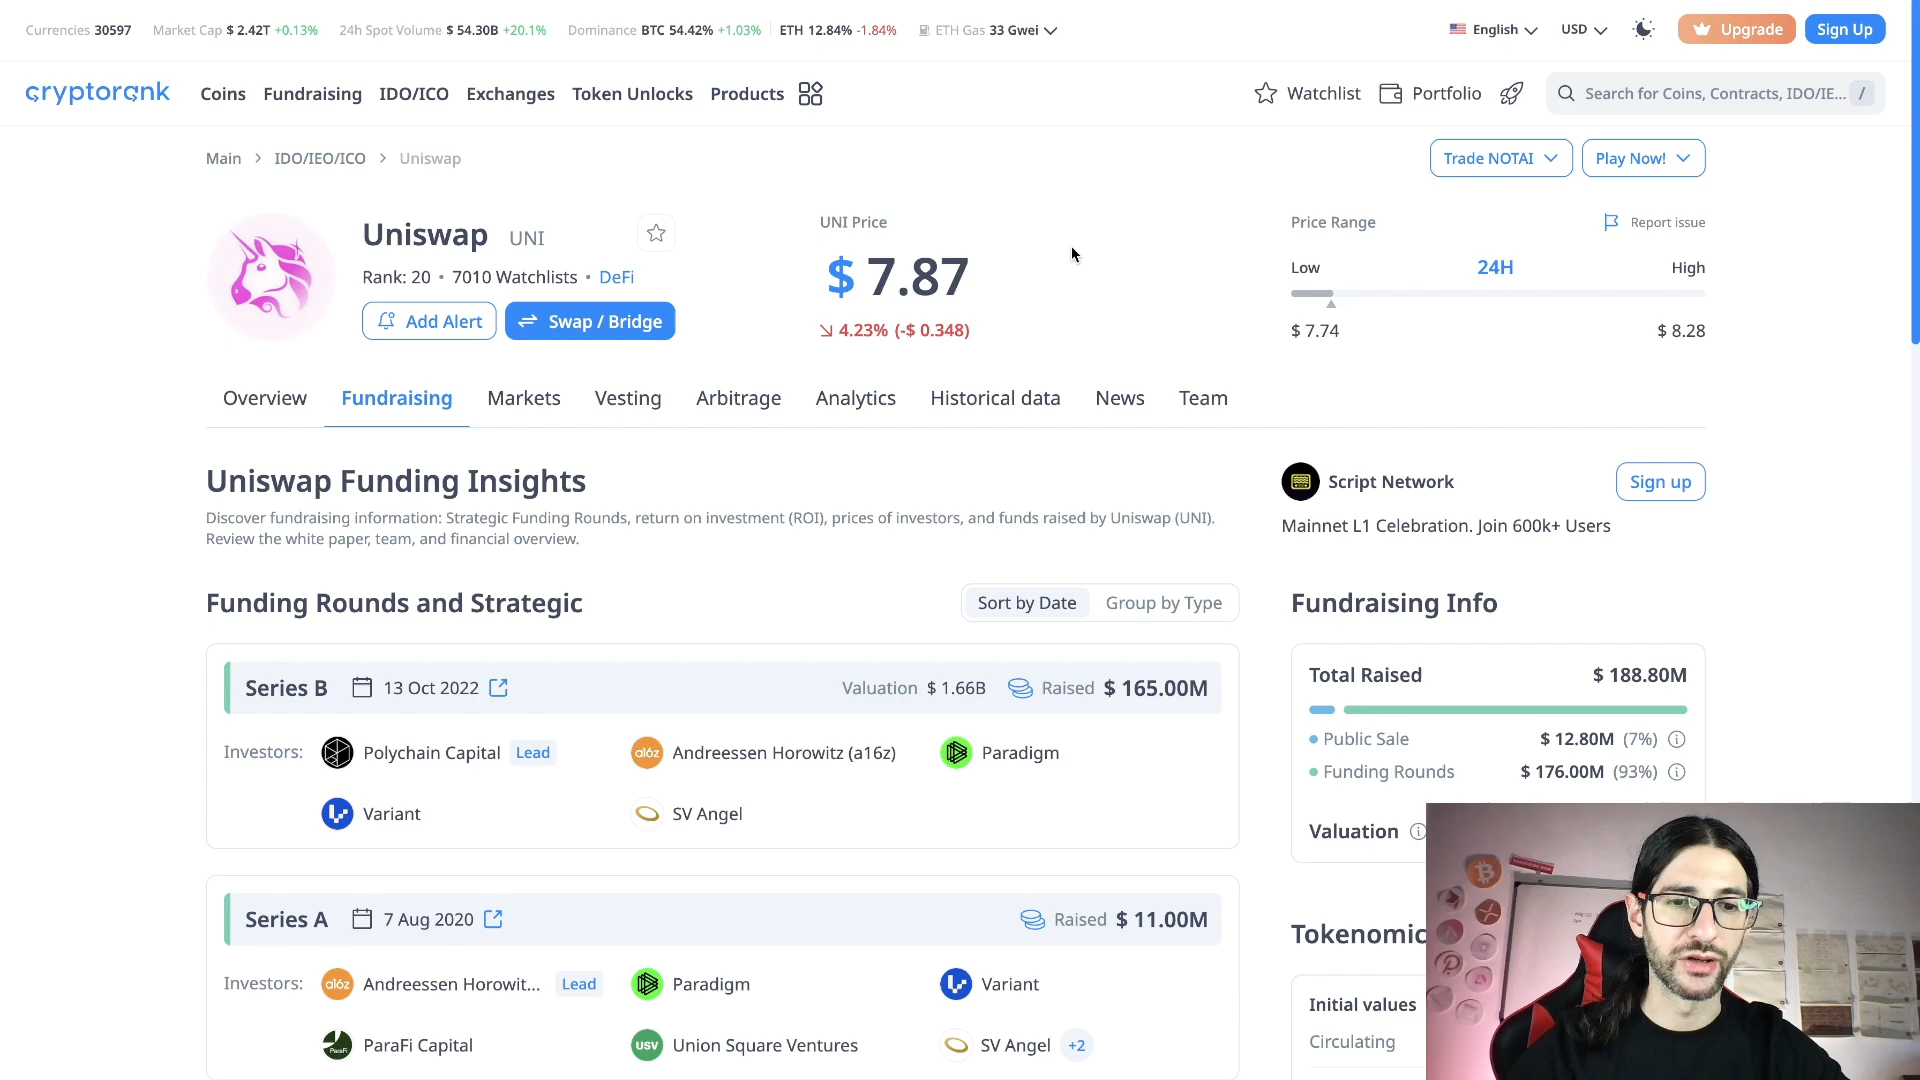 Currencies 30597 Market Cap $ 2.42T +0.13% 24h Spot Volume $ 54.30B +20.1% Dominance BTC 54.42% +1.03% ETH 12.84% -1.84% ETH Gas 33 Gwei English USD Upgrade Sign Up
cryptorank Coins Fundraising IDO/ICO Exchanges Token Unlocks Products Watchlist Portfolio Search for Coins, Contracts, IDO/IE... /
Main > IDO/IEO/ICO > Uniswap Trade NOTAI Play Now!
Uniswap UNI
Rank: 20 • 7010 Watchlists • DeFi
Add Alert Swap / Bridge
UNI Price
$ 7.87
4.23% (-$ 0.348)
Price Range Report issue
Low 24H High
$ 7.74 $ 8.28
Overview Fundraising Markets Vesting Arbitrage Analytics Historical data News Team
Uniswap Funding Insights
Discover fundraising information: Strategic Funding Rounds, return on investment (ROI), prices of investors, and funds raised by Uniswap (UNI).
Review the white paper, team, and financial overview.
Script Network Sign up
Mainnet L1 Celebration. Join 600k+ Users
Funding Rounds and Strategic Sort by Date Group by Type
Series B 13 Oct 2022 Valuation $ 1.66B Raised $ 165.00M
Investors: Polychain Capital Lead a16z Andreessen Horowitz (a16z) Paradigm
Variant SV Angel
Series A 7 Aug 2020 Raised $ 11.00M
Investors: a16z Andreessen Horowit... Lead Paradigm Variant
ParaFi ParaFi Capital USV Union Square Ventures SV Angel +2
Fundraising Info
Total Raised $ 188.80M
Public Sale $ 12.80M (7%)
Funding Rounds $ 176.00M (93%)
Valuation
Tokenomic
Initial values
Circulating